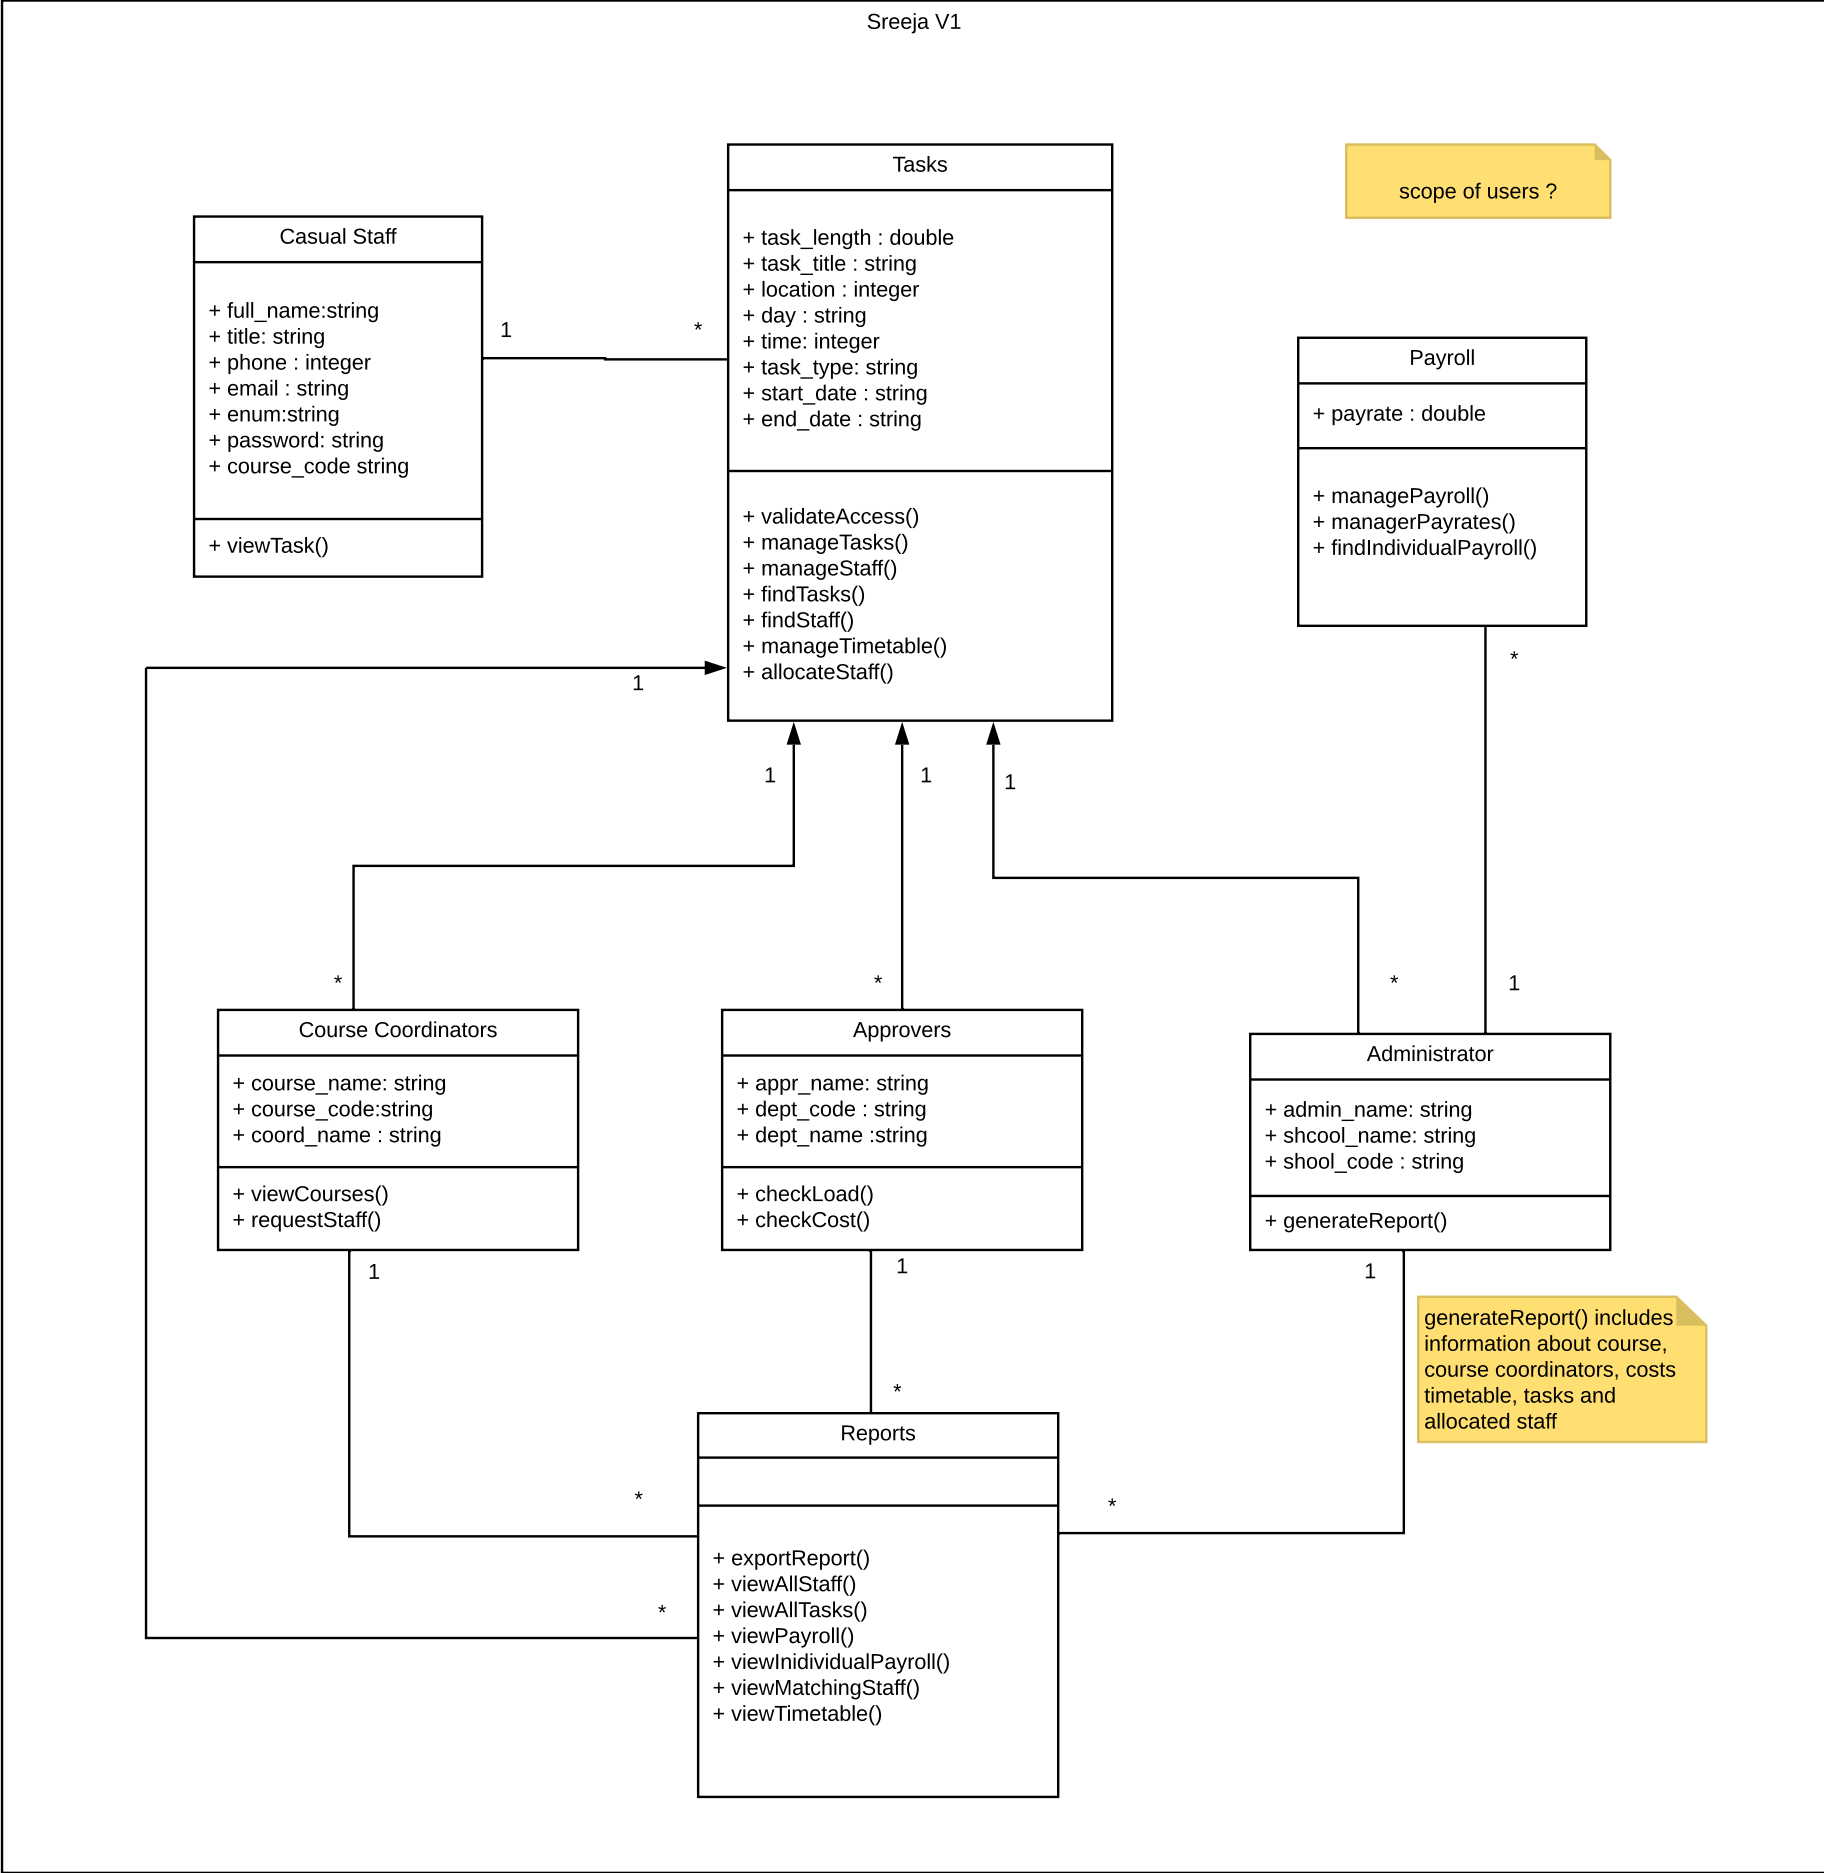 Sreeja V1
Tasks
+ task_length : double
+ task_title : string
+ location : integer
+ day : string
+ time: integer
+ task_type: string
+ start_date : string
+ end_date : string
+ validateAccess()
+ manageTasks()
+ manageStaff()
+ findTasks()
+ findStaff()
+ manageTimetable()
+ allocateStaff()
scope of users ?
Casual Staff
+ full_name:string
+ title: string
+ phone : integer
+ email : string
+ enum:string
+ password: string
+ course_code string
+ viewTask()
1
*
Payroll
+ payrate : double
+ managePayroll()
+ managerPayrates()
+ findIndividualPayroll()
*
1
1
1
1
*
*
*
1
Course Coordinators
+ course_name: string
+ course_code:string
+ coord_name : string
+ viewCourses()
+ requestStaff()
Approvers
+ appr_name: string
+ dept_code : string
+ dept_name :string
+ checkLoad()
+ checkCost()
Administrator
+ admin_name: string
+ shcool_name: string
+ shool_code : string
+ generateReport()
1
1
1
generateReport() includes
information about course,
course coordinators, costs
timetable, tasks and
allocated staff
*
Reports
*
*
+ exportReport()
+ viewAllStaff()
+ viewAllTasks()
+ viewPayroll()
+ viewInidividualPayroll()
+ viewMatchingStaff()
+ viewTimetable()
*